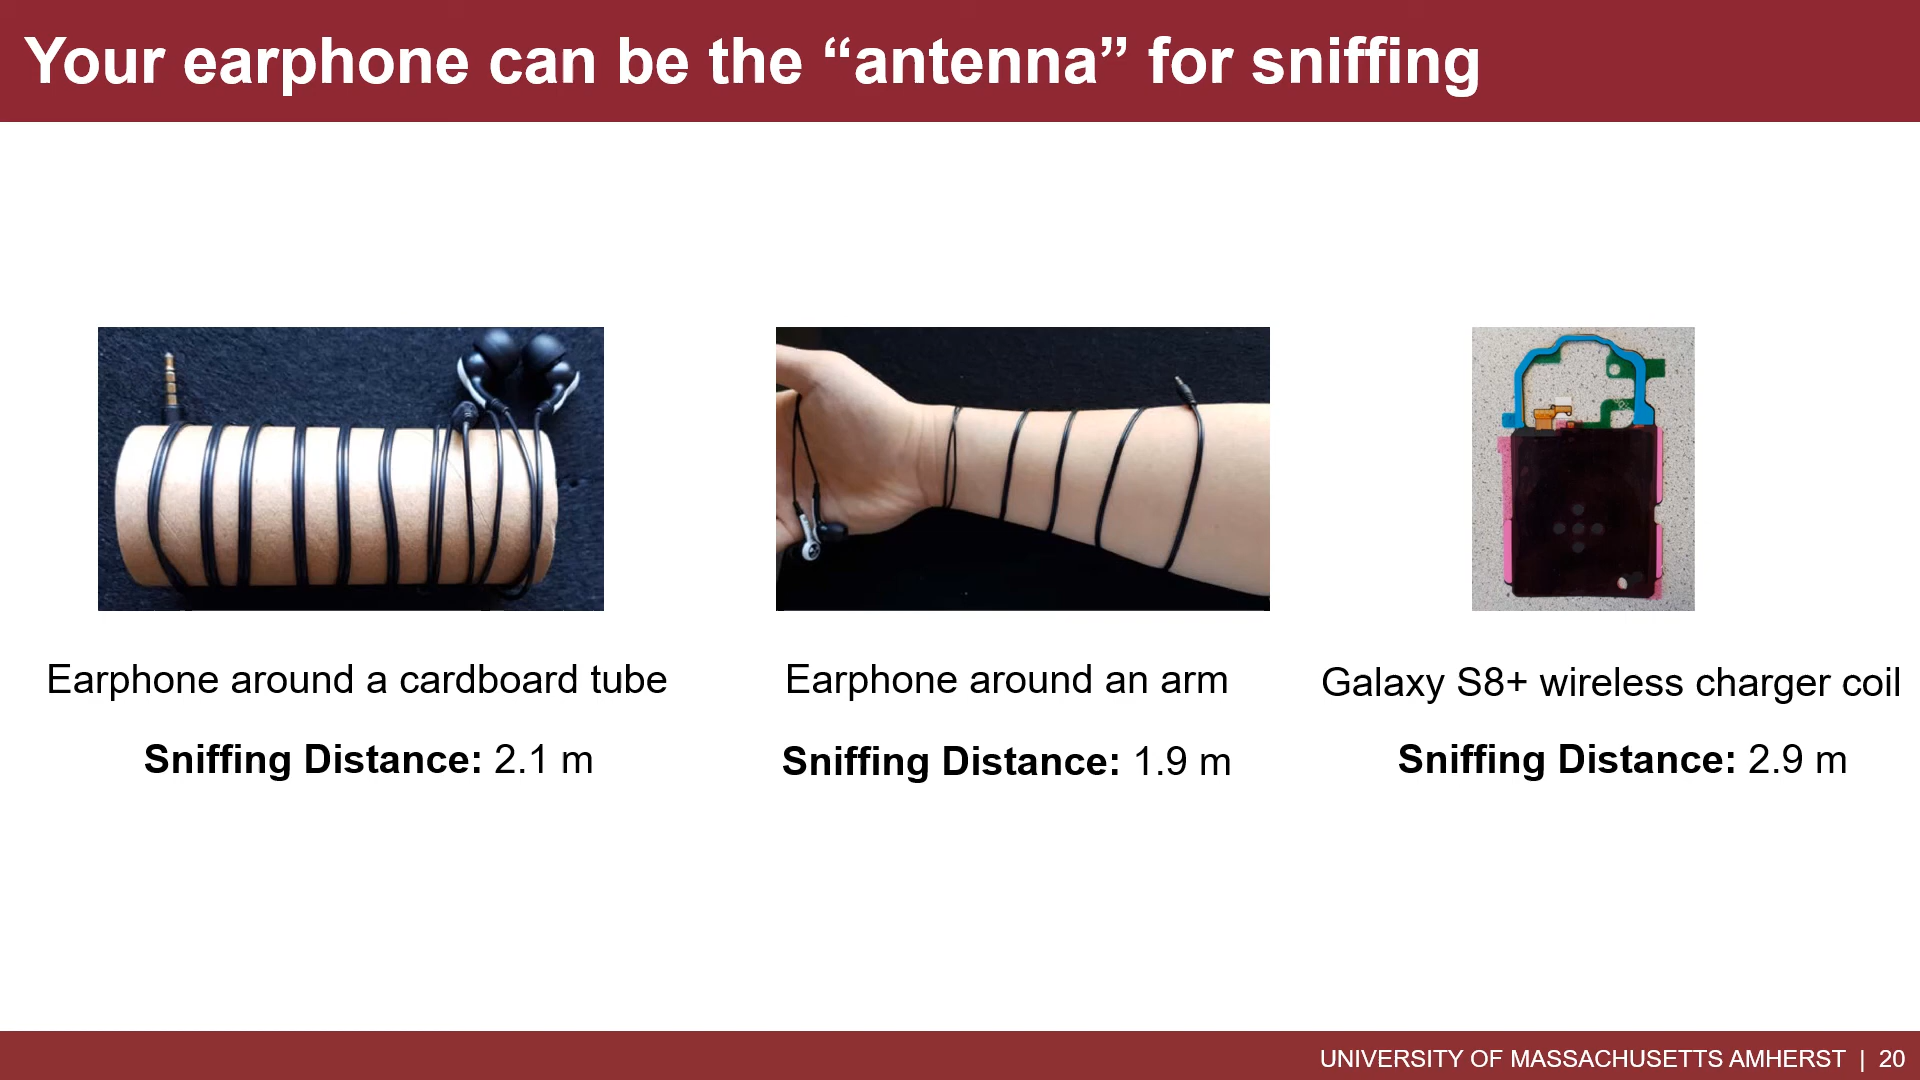 Your earphone can be the “antenna” for sniffing
Earphone around a cardboard tube
Sniffing Distance: 2.1 m
Earphone around an arm
Sniffing Distance: 1.9 m
Galaxy S8+ wireless charger coil
Sniffing Distance: 2.9 m
UNIVERSITY OF MASSACHUSETTS AMHERST | 20